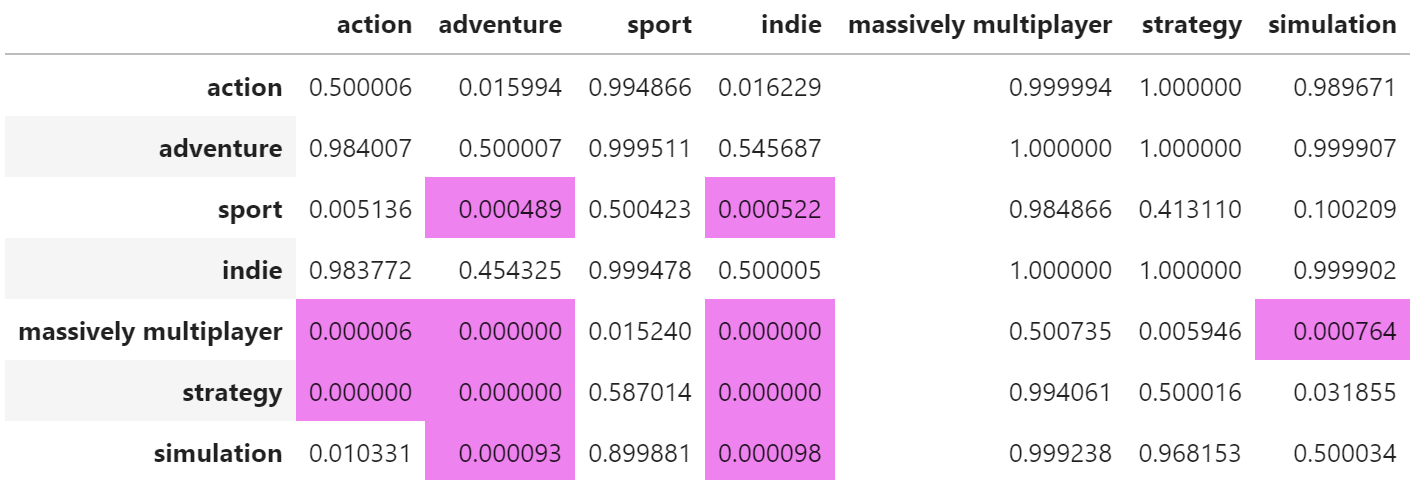 action adventure sport indie massively multiplayer strategy simulation
action 0.500006 0.015994 0.994866 0.016229 0.999994 1.000000 0.989671
adventure 0.984007 0.500007 0.999511 0.545687 1.000000 1.000000 0.999907
sport 0.005136 0.000489 0.500423 0.000522 0.984866 0.413110 0.100209
indie 0.983772 0.454325 0.999478 0.500005 1.000000 1.000000 0.999902
massively multiplayer 0.000006 0.000000 0.015240 0.000000 0.500735 0.005946 0.000764
strategy 0.000000 0.000000 0.587014 0.000000 0.994061 0.500016 0.031855
simulation 0.010331 0.000093 0.899881 0.000098 0.999238 0.968153 0.500034